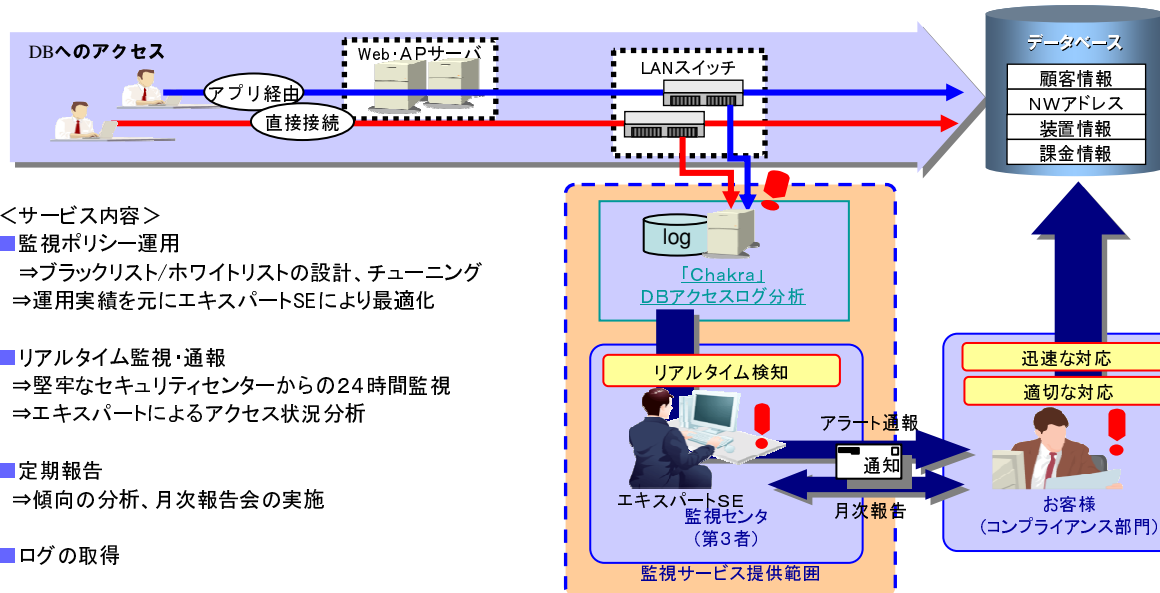 DBへのアクセス
Web・APサーバ
LANスイッチ
アプリ経由
直接接続
データベース
顧客情報
NWアドレス
装置情報
課金情報
<サービス内容>
■監視ポリシー運用
⇒ブラックリスト/ホワイトリストの設計、チューニング
⇒運用実績を元にエキスパートSEにより最適化
■リアルタイム監視・通報
⇒堅牢なセキュリティセンターからの24時間監視
⇒エキスパートによるアクセス状況分析
■定期報告
⇒傾向の分析、月次報告会の実施
■ログの取得
log
「Chakra」
DBアクセスログ分析
リアルタイム検知
エキスパートSE
監視センタ
(第3者)
監視サービス提供範囲
アラート通報
通知
月次報告
迅速な対応
適切な対応
お客様
(コンプライアンス部門)